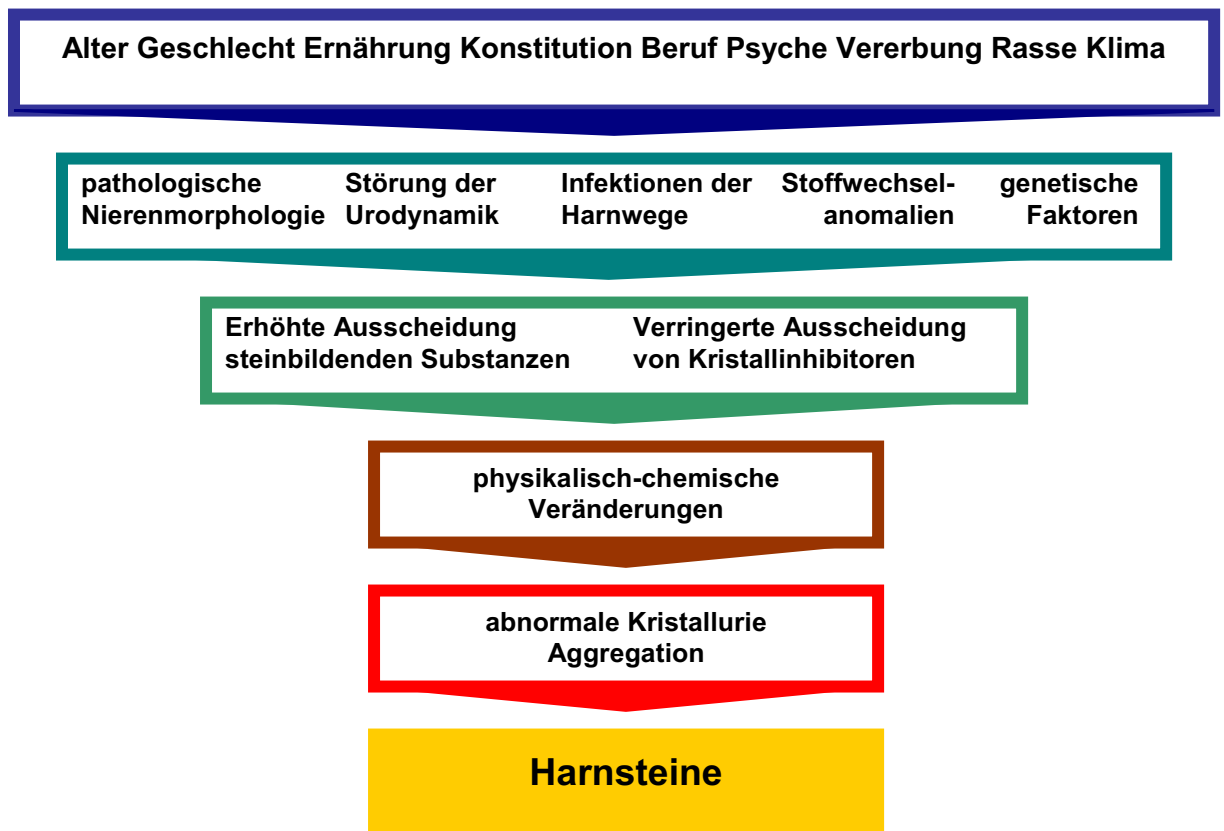 Alter Geschlecht Ernährung Konstitution Beruf Psyche Vererbung Rasse Klima
pathologische
Nierenmorphologie
Störung der
Urodynamik
Infektionen der
Harnwege
Stoffwechsel-
anomalien
genetische
Faktoren
Erhöhte Ausscheidung
steinbildenden Substanzen
Verringerte Ausscheidung
von Kristallinhibitoren
physikalisch-chemische
Veränderungen
abnormale Kristallurie
Aggregation
Harnsteine